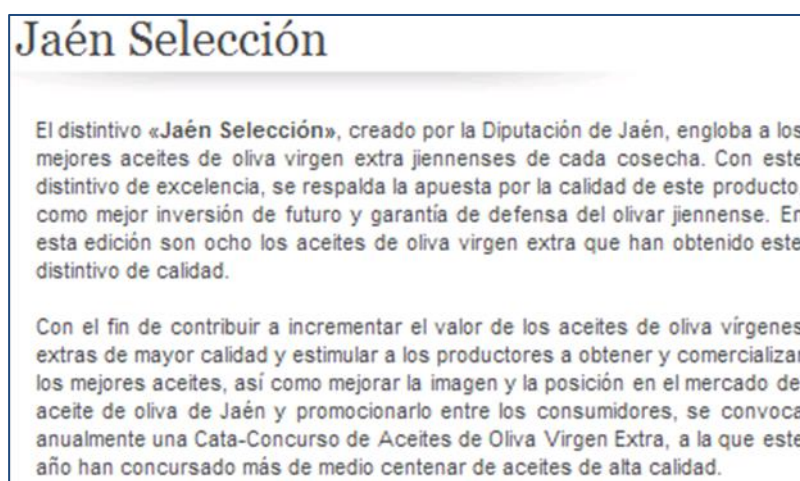 Jaén Selección
El distintivo «Jaén Selección», creado por la Diputación de Jaén, engloba a los
mejores aceites de oliva virgen extra jiennenses de cada cosecha. Con este
distintivo de excelencia, se respalda la apuesta por la calidad de este producto
como mejor inversión de futuro y garantía de defensa del olivar jiennense. En
esta edición son ocho los aceites de oliva virgen extra que han obtenido este
distintivo de calidad.
Con el fin de contribuir a incrementar el valor de los aceites de oliva vírgenes
extras de mayor calidad y estimular a los productores a obtener y comercializar
los mejores aceites, así como mejorar la imagen y la posición en el mercado del
aceite de oliva de Jaén y promocionarlo entre los consumidores, se convoca
anualmente una Cata-Concurso de Aceites de Oliva Virgen Extra, a la que este
año han concursado más de medio centenar de aceites de alta calidad.